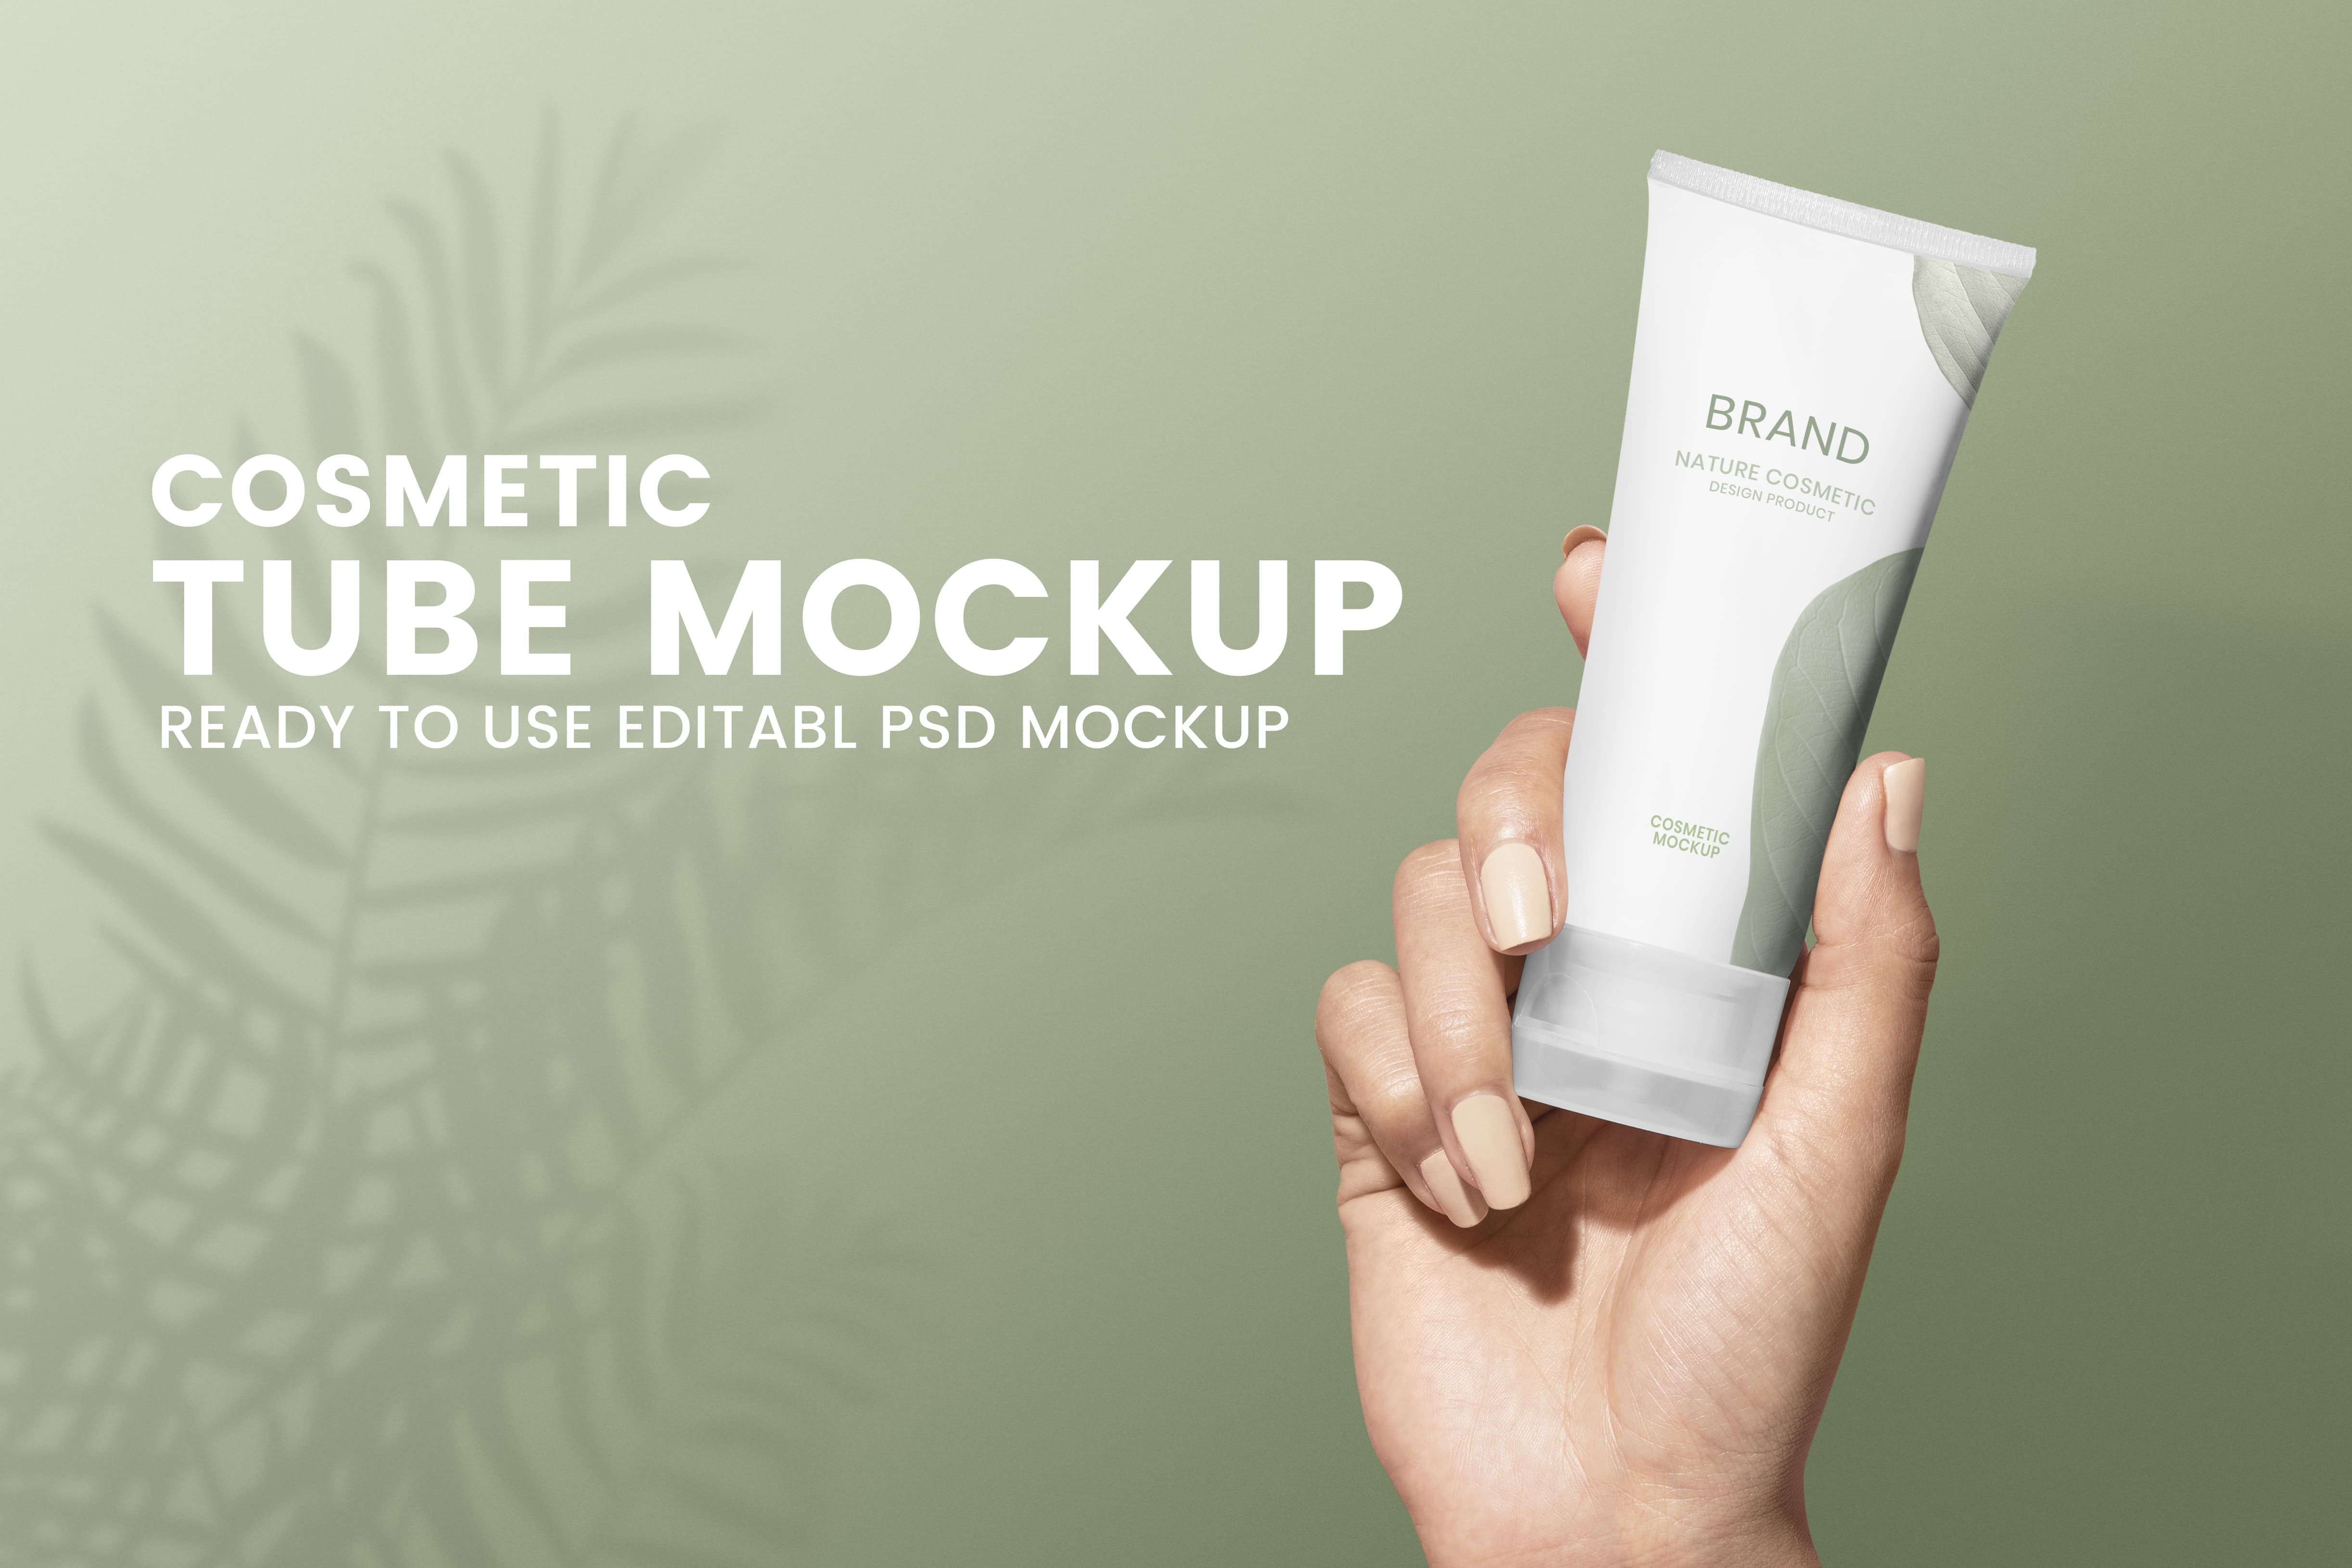 COSMETIC
TUBE MOCKUP
READY TO USE EDITABL PSD MOCKUP
BRAND
NATURE COSMETIC
DESIGN PRODUCT
COSMETIC
MOCKUP